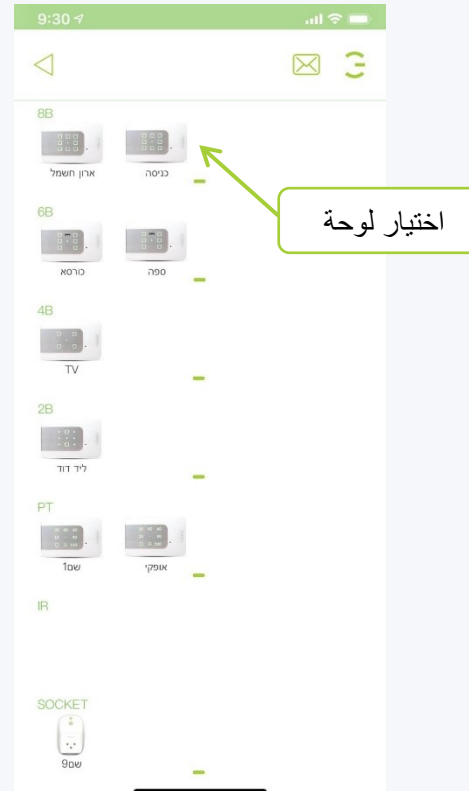 9:30
8B
ארון חשמל
כניסה
اختيار لوحة
6B
כורסא
ספה
4B
TV
2B
ליד דוד
PT
שם1
אופקי
IR
SOCKET
שם9